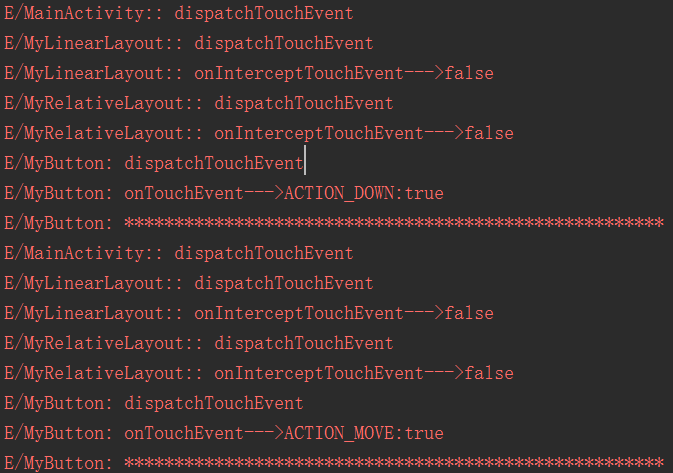 E/MainActivity:: dispatchTouchEvent
E/MyLinearLayout:: dispatchTouchEvent
E/MyLinearLayout:: onInterceptTouchEvent--->false
E/MyRelativeLayout:: dispatchTouchEvent
E/MyRelativeLayout:: onInterceptTouchEvent--->false
E/MyButton: dispatchTouchEvent
E/MyButton: onTouchEvent--->ACTION_DOWN:true
E/MyButton: ******************************************************
E/MainActivity:: dispatchTouchEvent
E/MyLinearLayout:: dispatchTouchEvent
E/MyLinearLayout:: onInterceptTouchEvent--->false
E/MyRelativeLayout:: dispatchTouchEvent
E/MyRelativeLayout:: onInterceptTouchEvent--->false
E/MyButton: dispatchTouchEvent
E/MyButton: onTouchEvent--->ACTION_MOVE:true
E/MyButton: ******************************************************